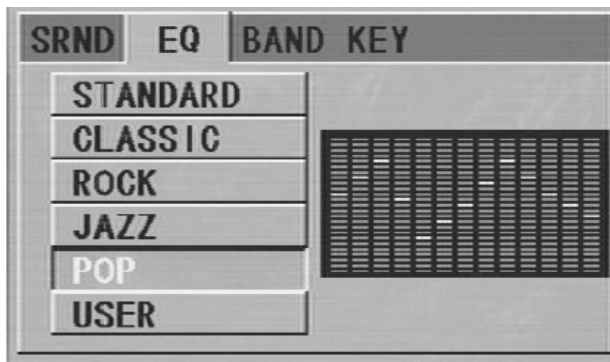 SRND EQ BAND KEY
STANDARD
CLASSIC
ROCK
JAZZ
POP
USER